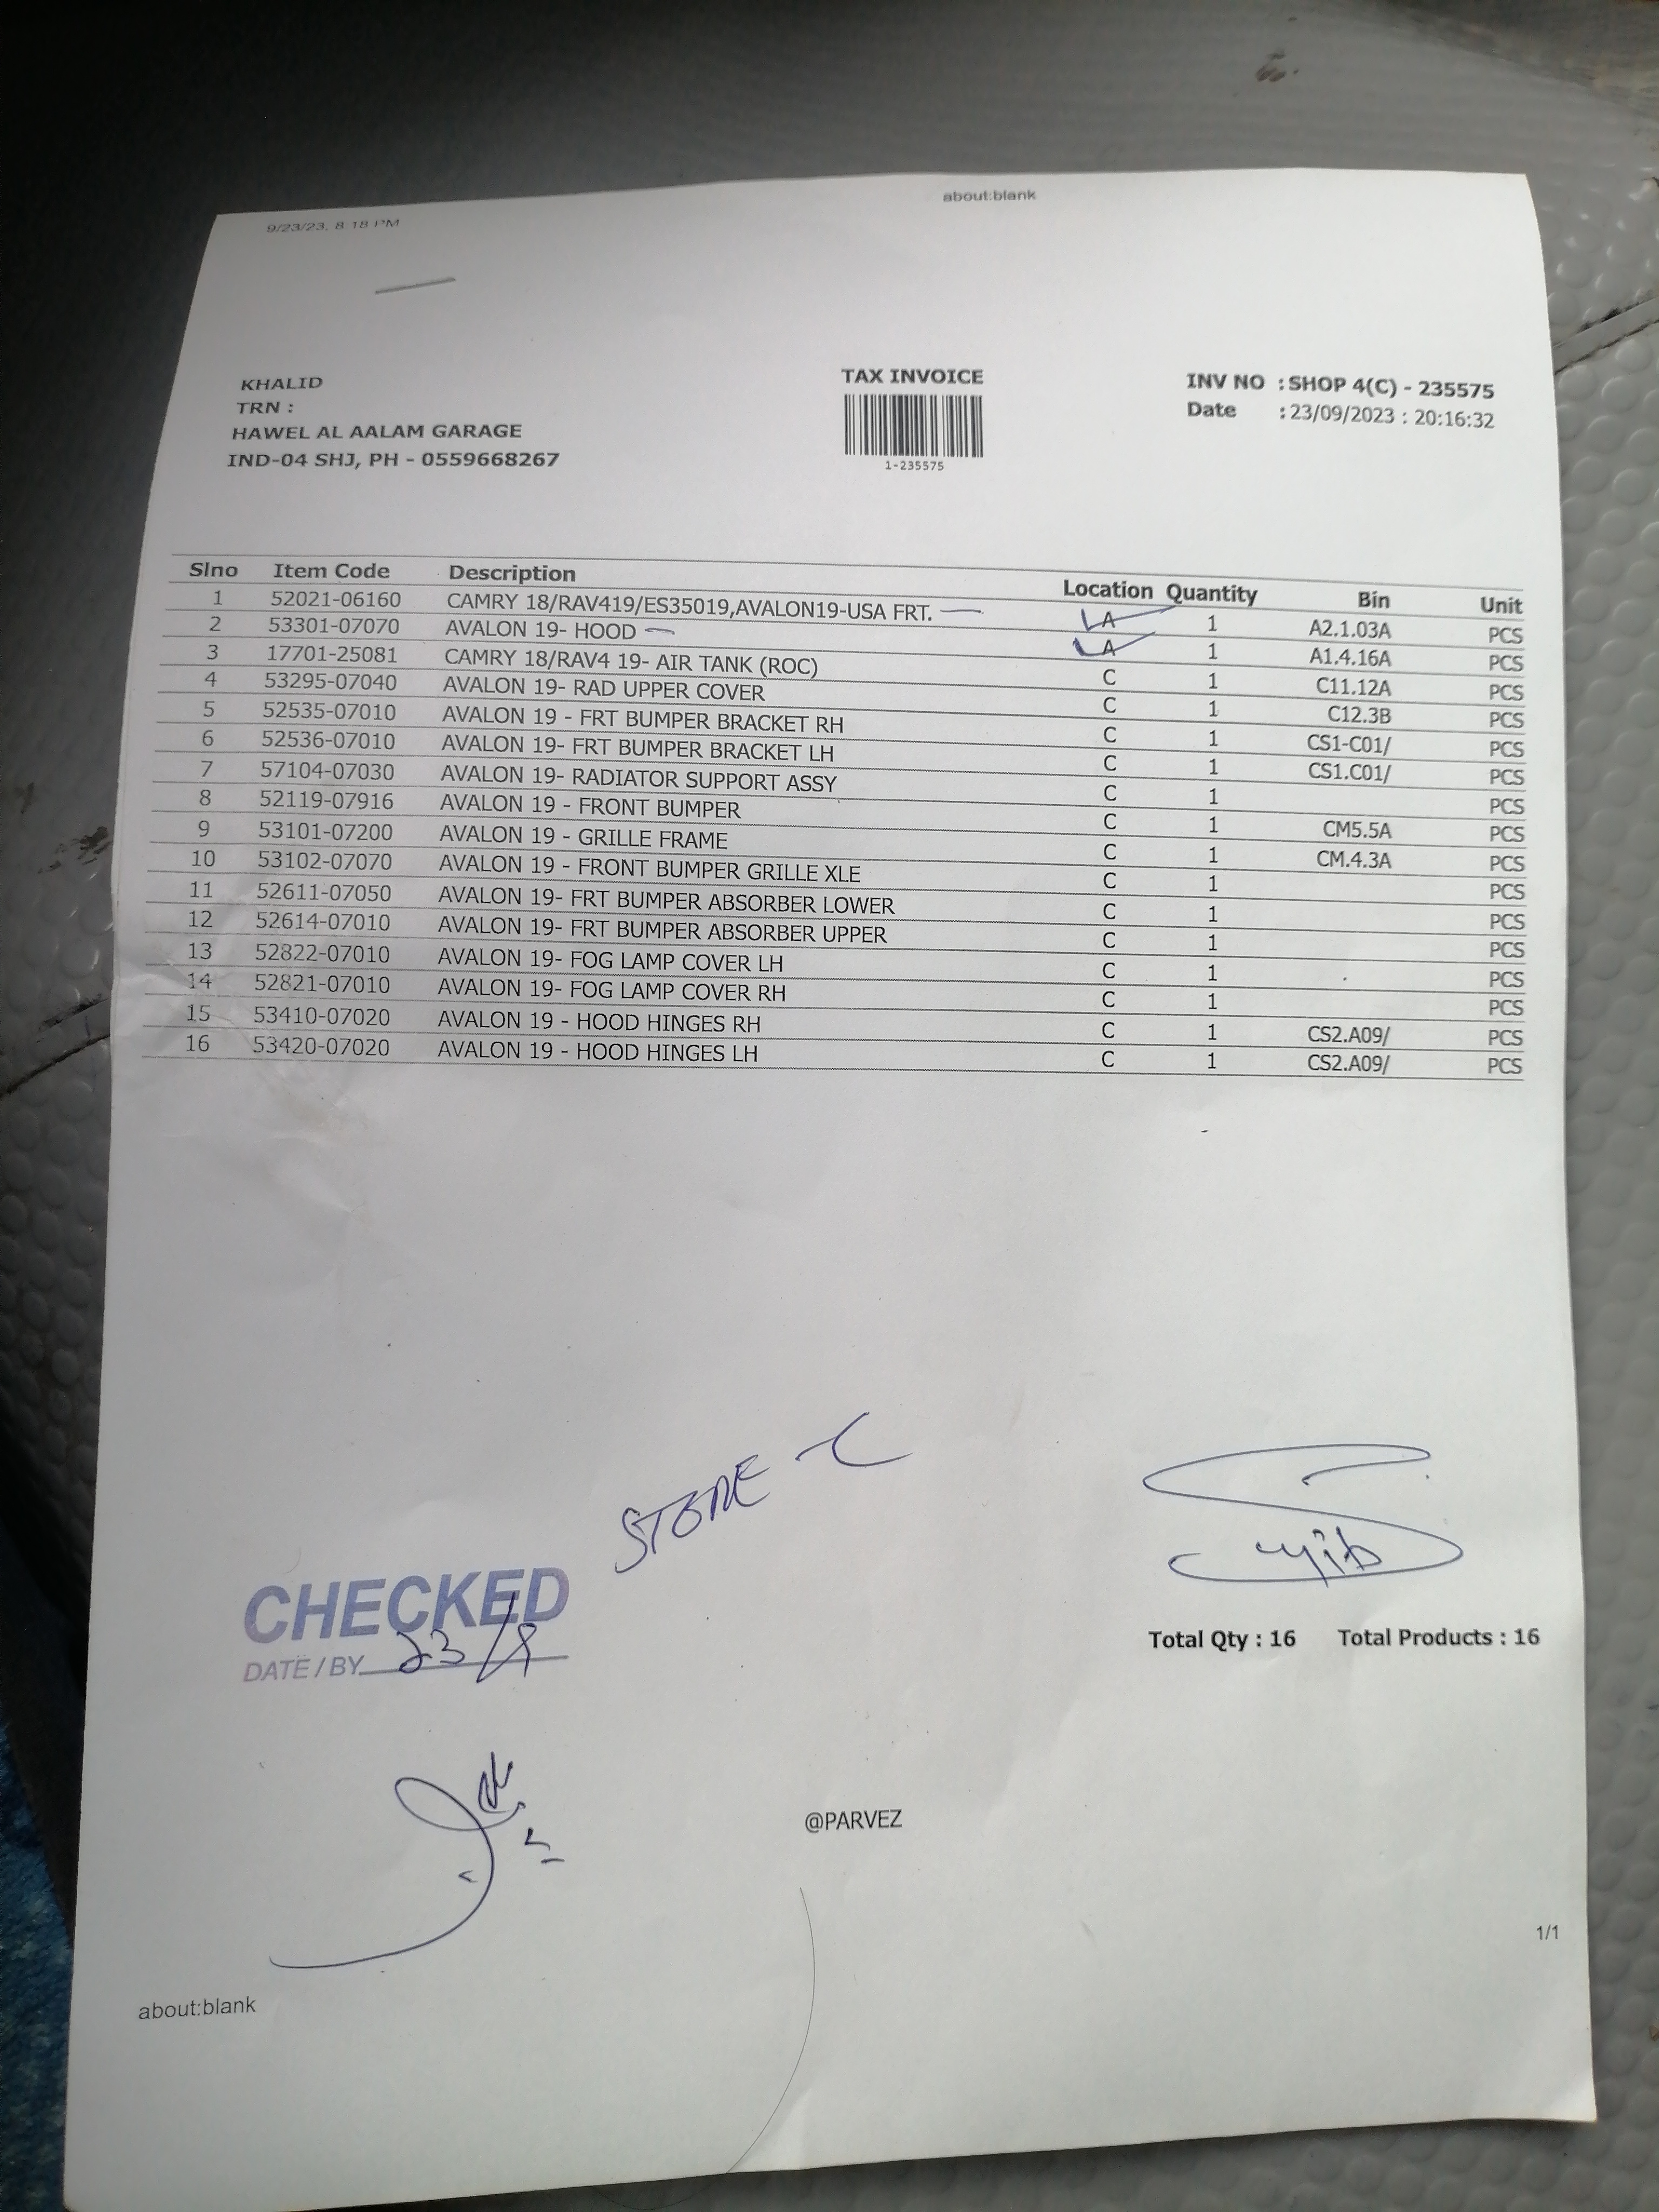 about:blank
9/23/23, 8:18 PM
KHALID
TRN :
HAWEL AL AALAM GARAGE
IND-04 SHJ, PH - 0559668267
TAX INVOICE
1-235575
INV NO : SHOP 4(C) - 235575
Date : 23/09/2023 : 20:16:32
Slno Item Code Description Location Quantity Bin Unit
1 52021-06160 CAMRY 18/RAV419/ES35019,AVALON19-USA FRT. A 1 A2.1.03A PCS
2 53301-07070 AVALON 19- HOOD A 1 A1.4.16A PCS
3 17701-25081 CAMRY 18/RAV4 19- AIR TANK (ROC) C 1 C11.12A PCS
4 53295-07040 AVALON 19- RAD UPPER COVER C 1 C12.3B PCS
5 52535-07010 AVALON 19 - FRT BUMPER BRACKET RH C 1 CS1-C01/ PCS
6 52536-07010 AVALON 19- FRT BUMPER BRACKET LH C 1 CS1.C01/ PCS
7 57104-07030 AVALON 19- RADIATOR SUPPORT ASSY C 1 PCS
8 52119-07916 AVALON 19 - FRONT BUMPER C 1 CM5.5A PCS
9 53101-07200 AVALON 19 - GRILLE FRAME C 1 CM.4.3A PCS
10 53102-07070 AVALON 19 - FRONT BUMPER GRILLE XLE C 1 PCS
11 52611-07050 AVALON 19- FRT BUMPER ABSORBER LOWER C 1 PCS
12 52614-07010 AVALON 19- FRT BUMPER ABSORBER UPPER C 1 PCS
13 52822-07010 AVALON 19- FOG LAMP COVER LH C 1 PCS
14 52821-07010 AVALON 19- FOG LAMP COVER RH C 1 PCS
15 53410-07020 AVALON 19 - HOOD HINGES RH C 1 CS2.A09/ PCS
16 53420-07020 AVALON 19 - HOOD HINGES LH C 1 CS2.A09/ PCS
STORE - C
CHECKED
DATE / BY 23/9
Total Qty : 16 Total Products : 16
@PARVEZ
1/1
about:blank